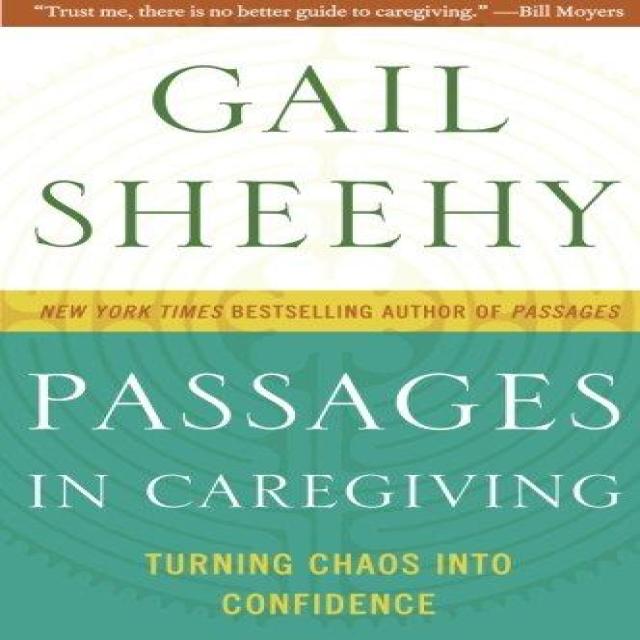 “Trust me, there is no better guide to caregiving.” —Bill Moyers
GAIL
SHEEHY
NEW YORK TIMES BESTSELLING AUTHOR OF PASSAGES
PASSAGES
IN CAREGIVING
TURNING CHAOS INTO
CONFIDENCE